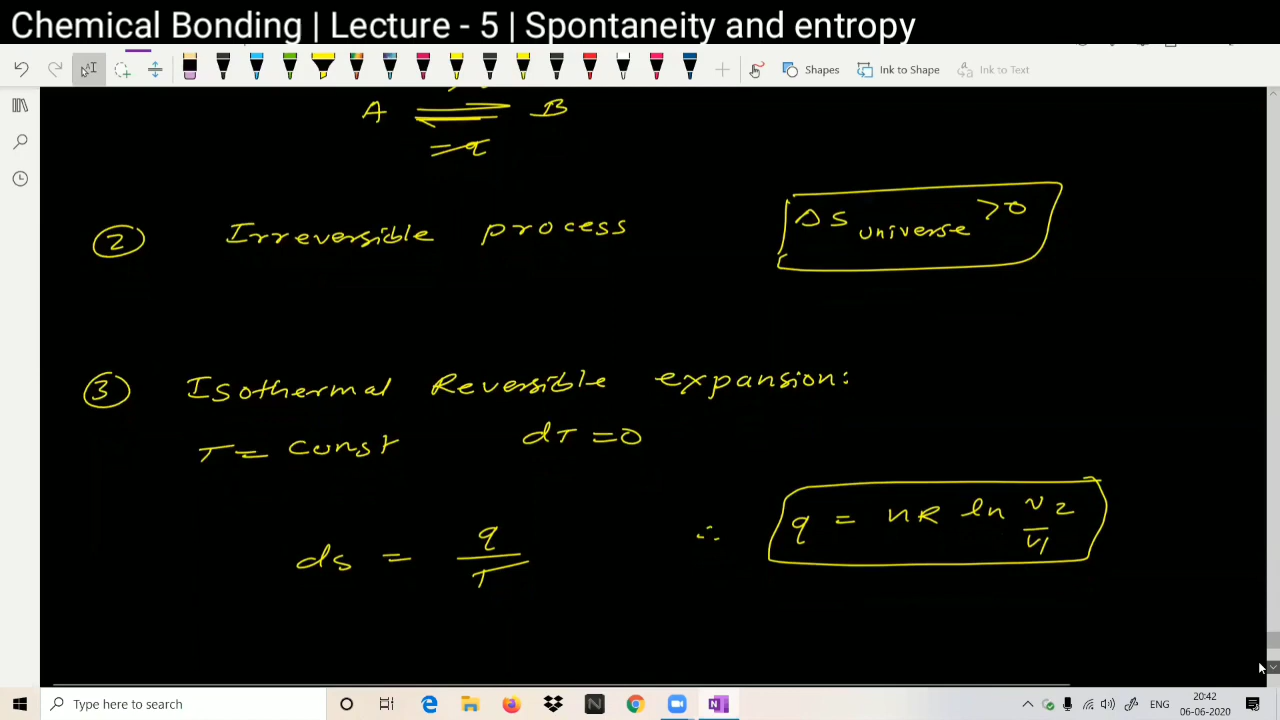 Chemical Bonding | Lecture - 5 | Spontaneity and entropy
Shapes
Ink to Shape
Ink to Text
A ⇌ B
= q
② Irreversible process
ΔS universe > 0
③ Isothermal Reversible expansion:
T = const dT = 0
ds = q/T
∴ q = nR ln V2/V1
Type here to search
ENG
20:42
06-06-2020